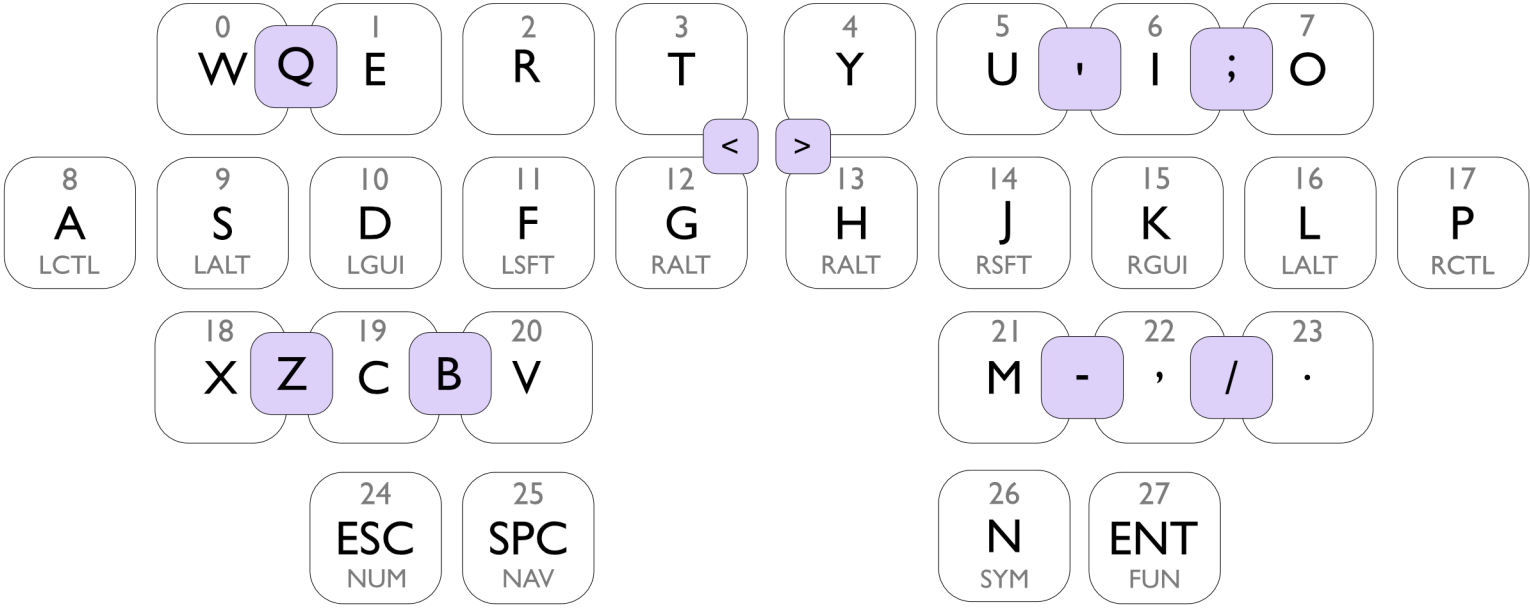 0 1 2 3 4 5 6 7
W Q E R T Y U ' I ; O
< >
8 9 10 11 12 13 14 15 16 17
A S D F G H J K L P
LCTL LALT LGUI LSFT RALT RALT RSFT RGUI LALT RCTL
18 19 20 21 22 23
X Z C B V M - , / .
24 25 26 27
ESC SPC N ENT
NUM NAV SYM FUN